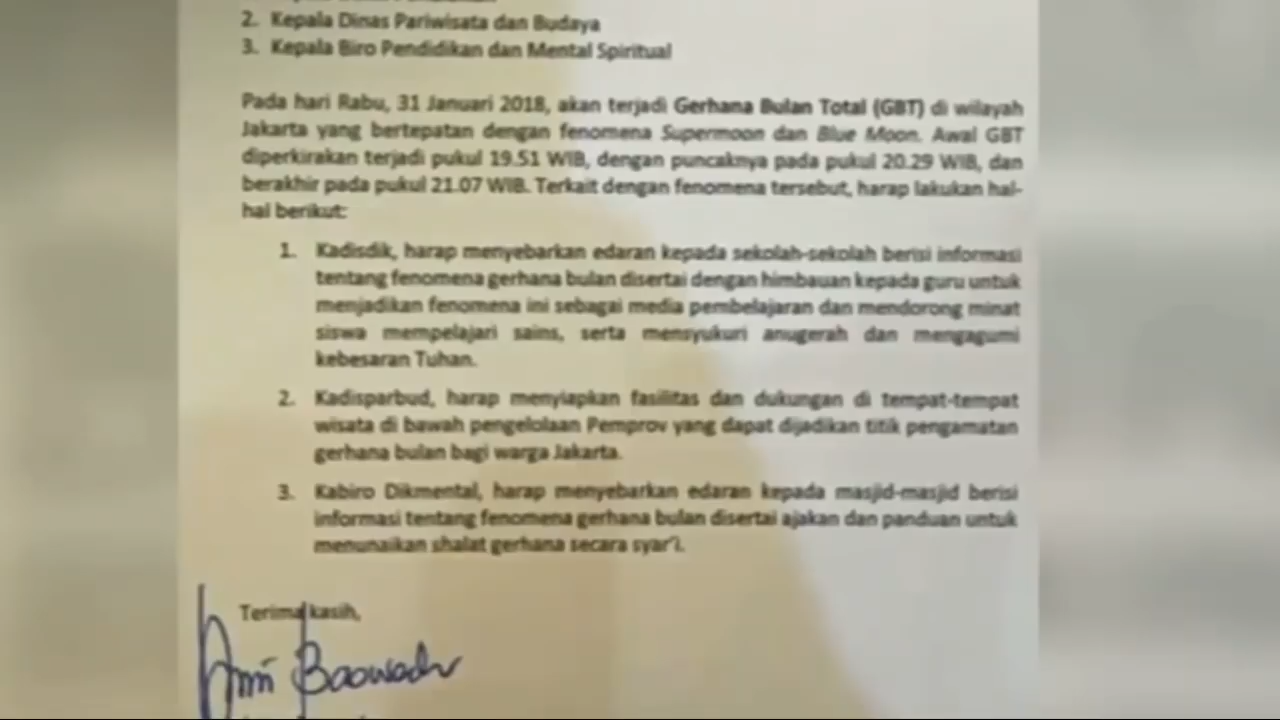 2. Kepala Dinas Pariwisata dan Budaya
3. Kepala Biro Pendidikan dan Mental Spiritual
Pada hari Rabu, 31 Januari 2018, akan terjadi Gerhana Bulan Total (GBT) di wilayah
Jakarta yang bertepatan dengan fenomena Supermoon dan Blue Moon. Awal GBT
diperkirakan terjadi pukul 19.51 WIB, dengan puncaknya pada pukul 20.29 WIB, dan
berakhir pada pukul 21.07 WIB. Terkait dengan fenomena tersebut, harap lakukan hal-
hal berikut:
1. Kadisdik, harap menyebarkan edaran kepada sekolah-sekolah berisi informasi
tentang fenomena gerhana bulan disertai dengan himbauan kepada guru untuk
menjadikan fenomena ini sebagai media pembelajaran dan mendorong minat
siswa mempelajari sains, serta mensyukuri anugerah dan mengagumi
kebesaran Tuhan.
2. Kadisparbud, harap menyiapkan fasilitas dan dukungan di tempat-tempat
wisata di bawah pengelolaan Pemprov yang dapat dijadikan titik pengamatan
gerhana bulan bagi warga Jakarta.
3. Kabiro Dikmental, harap menyebarkan edaran kepada masjid-masjid berisi
informasi tentang fenomena gerhana bulan disertai ajakan dan panduan untuk
menunaikan shalat gerhana secara syar'i.
Terima kasih,